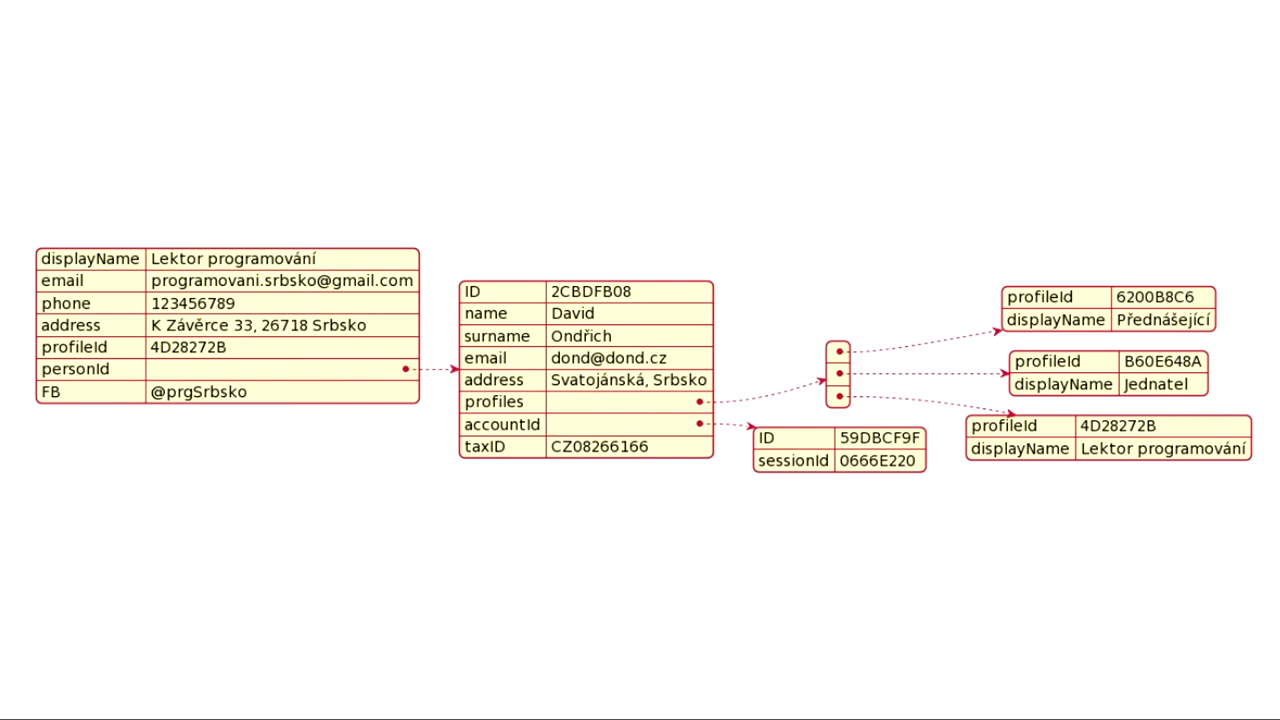 displayName Lektor programování
email programovani.srbsko@gmail.com
phone 123456789
address K Závěrce 33, 26718 Srbsko
profileId 4D28272B
personId
FB @prgSrbsko
ID 2CBDFB08
name David
surname Ondřich
email dond@dond.cz
address Svatojánská, Srbsko
profiles
accountId
taxID CZ08266166
ID 59DBCF9F
sessionId 0666E220
profileId 6200B8C6
displayName Přednášející
profileId B60E648A
displayName Jednatel
profileId 4D28272B
displayName Lektor programování